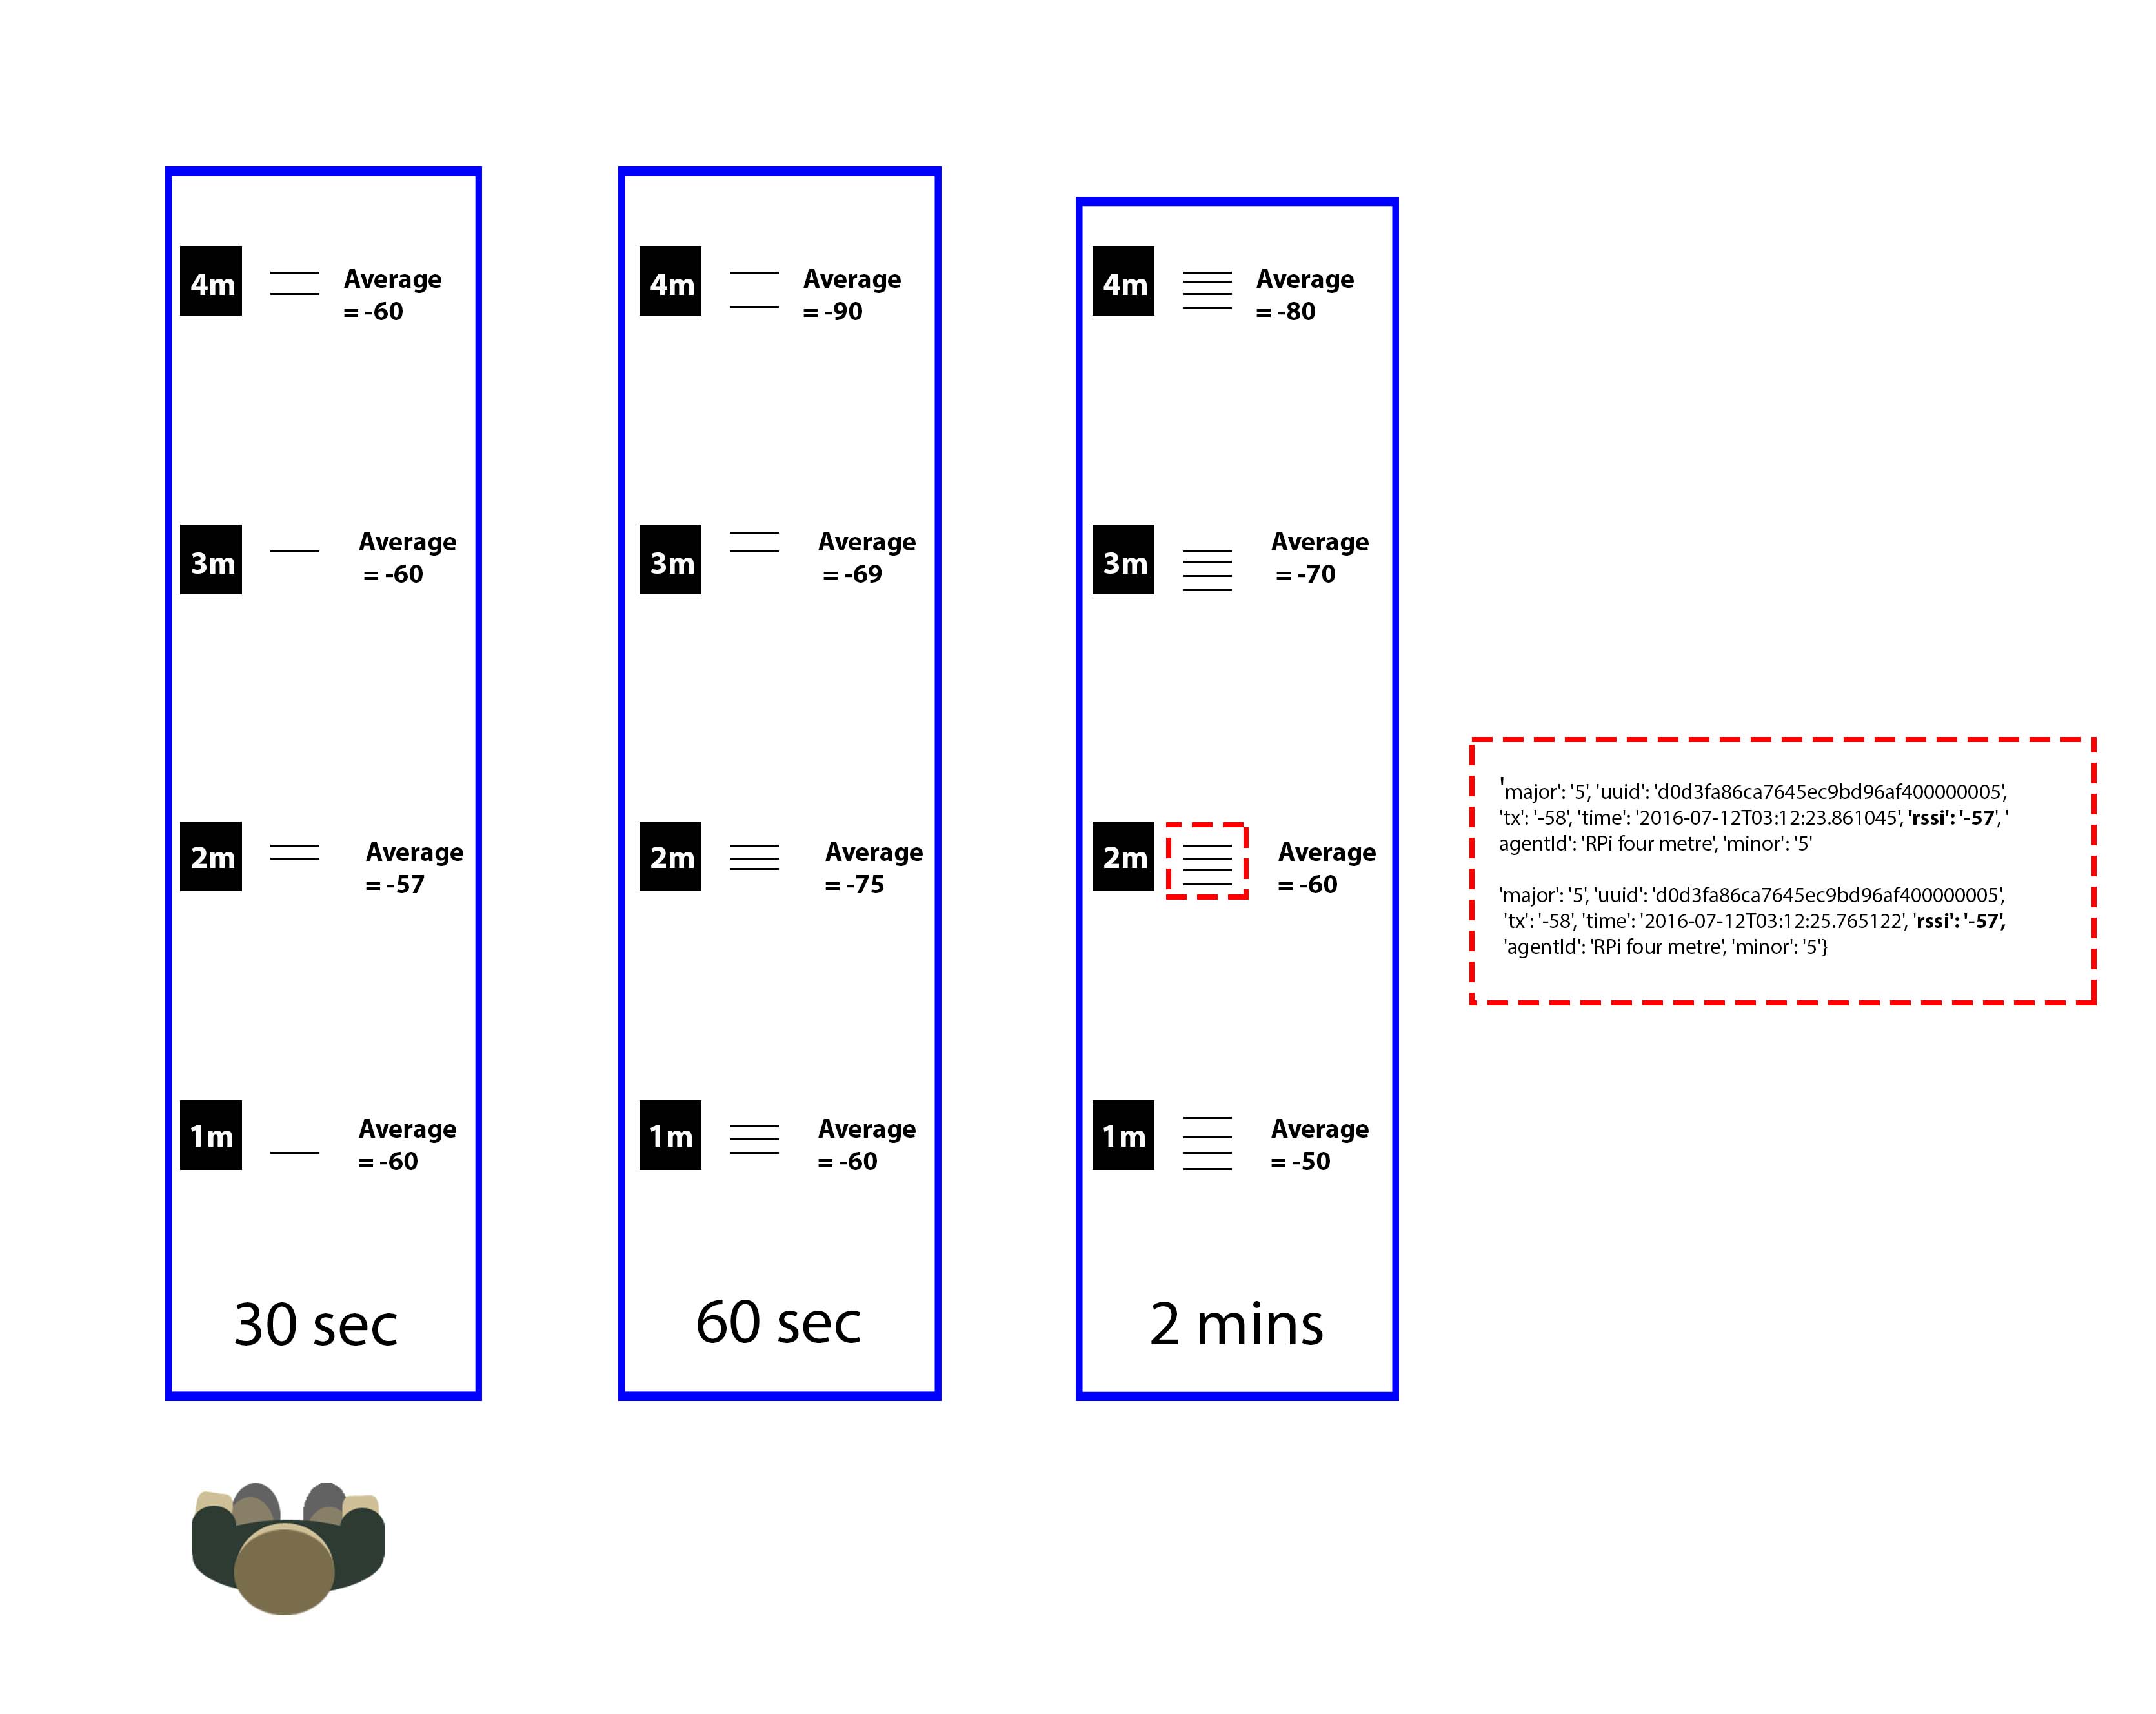 4m
Average
= -60
3m
Average
= -60
2m
Average
= -57
1m
Average
= -60
30 sec
4m
Average
= -90
3m
Average
= -69
2m
Average
= -75
1m
Average
= -60
60 sec
4m
Average
= -80
3m
Average
= -70
2m
Average
= -60
1m
Average
= -50
2 mins
'major': '5', 'uuid': 'd0d3fa86ca7645ec9bd96af400000005',
'tx': '-58', 'time': '2016-07-12T03:12:23.861045', 'rssi': '-57', '
agentId': 'RPi four metre', 'minor': '5'
'major': '5', 'uuid': 'd0d3fa86ca7645ec9bd96af400000005',
'tx': '-58', 'time': '2016-07-12T03:12:25.765122', 'rssi': '-57',
'agentId': 'RPi four metre', 'minor': '5'}